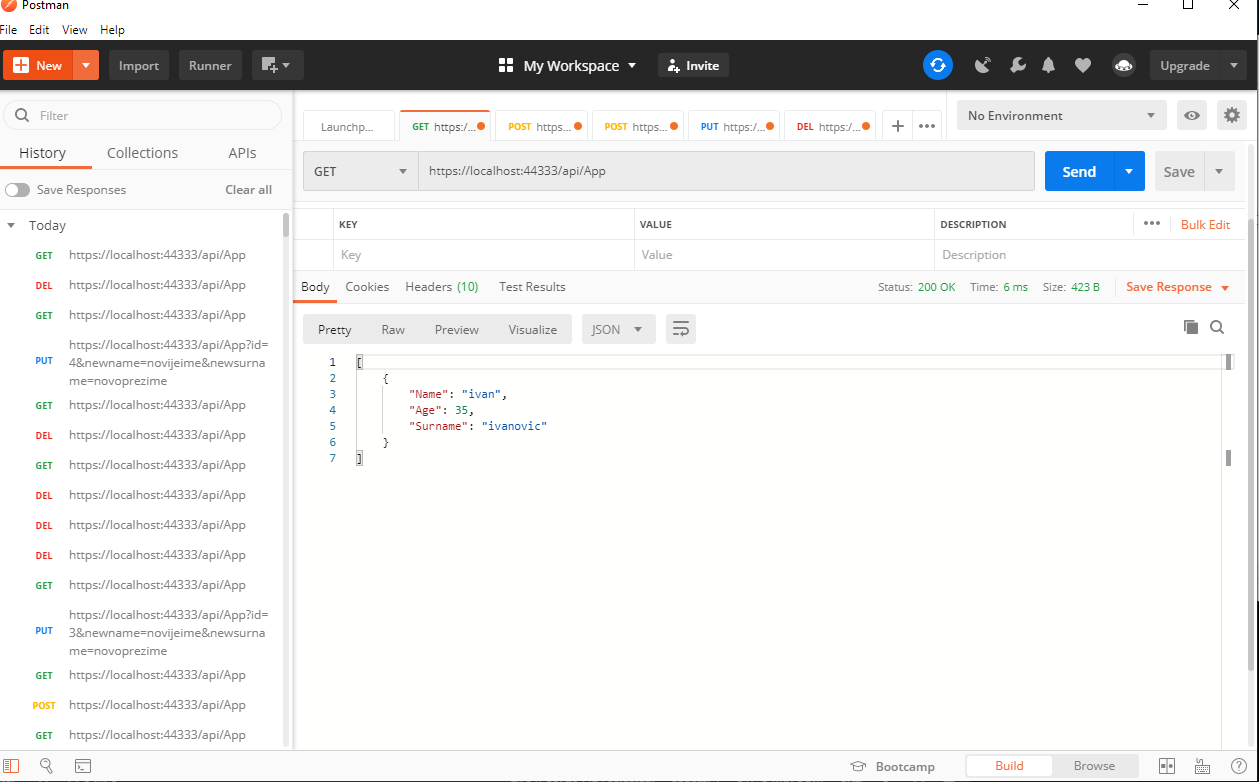 Postman
File Edit View Help
New Import Runner My Workspace Invite Upgrade
Filter
History Collections APIs
Save Responses Clear all
Today
GET https://localhost:44333/api/App
DEL https://localhost:44333/api/App
GET https://localhost:44333/api/App
PUT https://localhost:44333/api/App?id=
4&newname=novijeime&newsurna
me=novoprezime
GET https://localhost:44333/api/App
DEL https://localhost:44333/api/App
GET https://localhost:44333/api/App
DEL https://localhost:44333/api/App
DEL https://localhost:44333/api/App
DEL https://localhost:44333/api/App
GET https://localhost:44333/api/App
PUT https://localhost:44333/api/App?id=
3&newname=novijeime&newsurna
me=novoprezime
GET https://localhost:44333/api/App
POST https://localhost:44333/api/App
GET https://localhost:44333/api/App
Launchp... GET https:/... POST https... POST https... PUT https:/... DEL https:/... + ••• No Environment
GET https://localhost:44333/api/App Send Save
KEY VALUE DESCRIPTION ••• Bulk Edit
Key Value Description
Body Cookies Headers (10) Test Results Status: 200 OK Time: 6 ms Size: 423 B Save Response
Pretty Raw Preview Visualize JSON
1 [
2 {
3 "Name": "ivan",
4 "Age": 35,
5 "Surname": "ivanovic"
6 }
7 ]
Bootcamp Build Browse ?